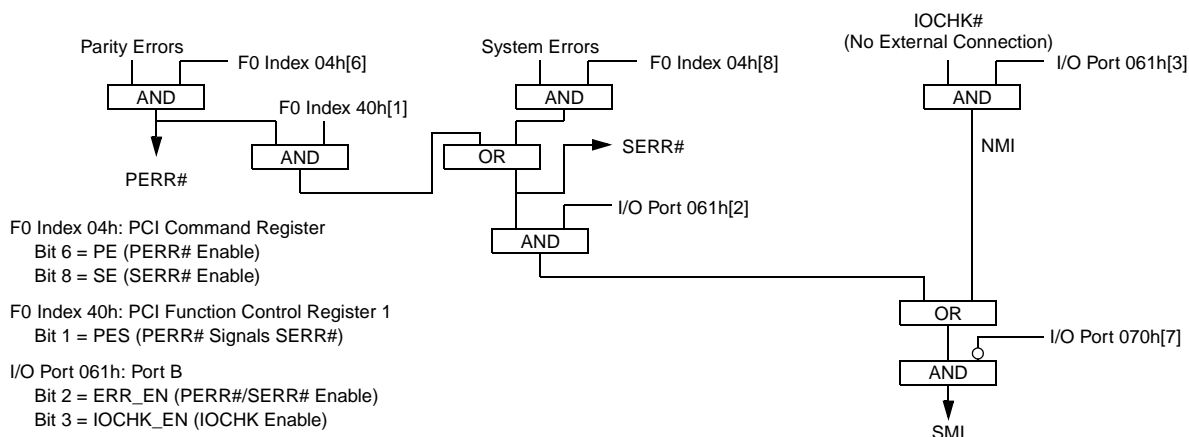 IOCHK#
(No External Connection)
Parity Errors
System Errors
F0 Index 04h[6]
F0 Index 04h[8]
I/O Port 061h[3]
AND
AND
AND
F0 Index 40h[1]
AND
OR
SERR#
NMI
PERR#
I/O Port 061h[2]
F0 Index 04h: PCI Command Register
Bit 6 = PE (PERR# Enable)
AND
Bit 8 = SE (SERR# Enable)
F0 Index 40h: PCI Function Control Register 1
OR
Bit 1 = PES (PERR# Signals SERR#)
I/O Port 070h[7]
I/O Port 061h: Port B
AND
Bit 2 = ERR_EN (PERR#/SERR# Enable)
Bit 3 = IOCHK_EN (IOCHK Enable)
SMI